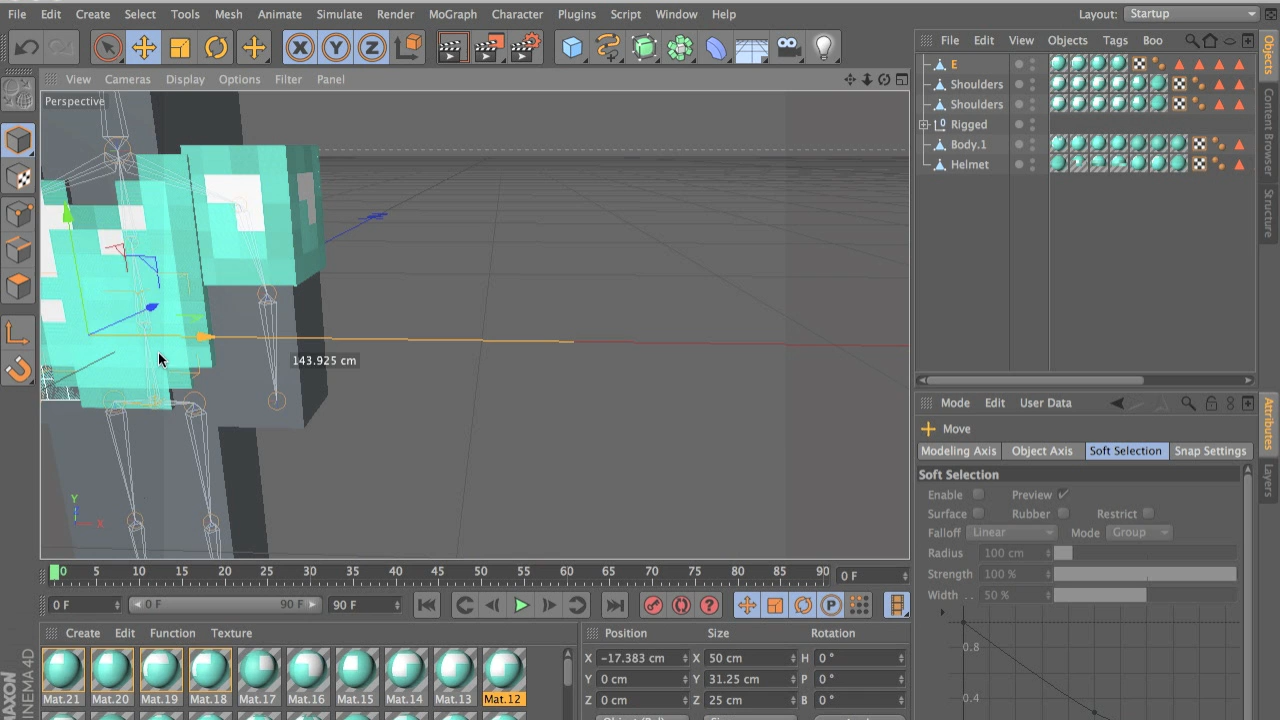 File Edit Create Select Tools Mesh Animate Simulate Render MoGraph Character Plugins Script Window Help Layout: Startup
X Y Z
File Edit View Objects Tags Boo
View Cameras Display Options Filter Panel
E
Perspective
Shoulders
Shoulders
Rigged
Body.1
Helmet
Objects
Content Browser
Structure
143.925 cm
Mode Edit User Data
Move
Modeling Axis Object Axis Soft Selection Snap Settings
Soft Selection
Enable Preview
Surface Rubber Restrict
Falloff Linear Mode Group
Radius 100 cm
Strength 100 %
Width . . 50 %
0.8
0.4
Attributes
Layers
Y
X
0 5 10 15 20 25 30 35 40 45 50 55 60 65 70 75 80 85 90 0 F
0 F 0 F 90 F 90 F
P
Create Edit Function Texture
Mat.21 Mat.20 Mat.19 Mat.18 Mat.17 Mat.16 Mat.15 Mat.14 Mat.13 Mat.12
Position Size Rotation
X -17.383 cm X 50 cm H 0 °
Y 0 cm Y 31.25 cm P 0 °
Z 0 cm Z 25 cm B 0 °
MAXON
CINEMA 4D